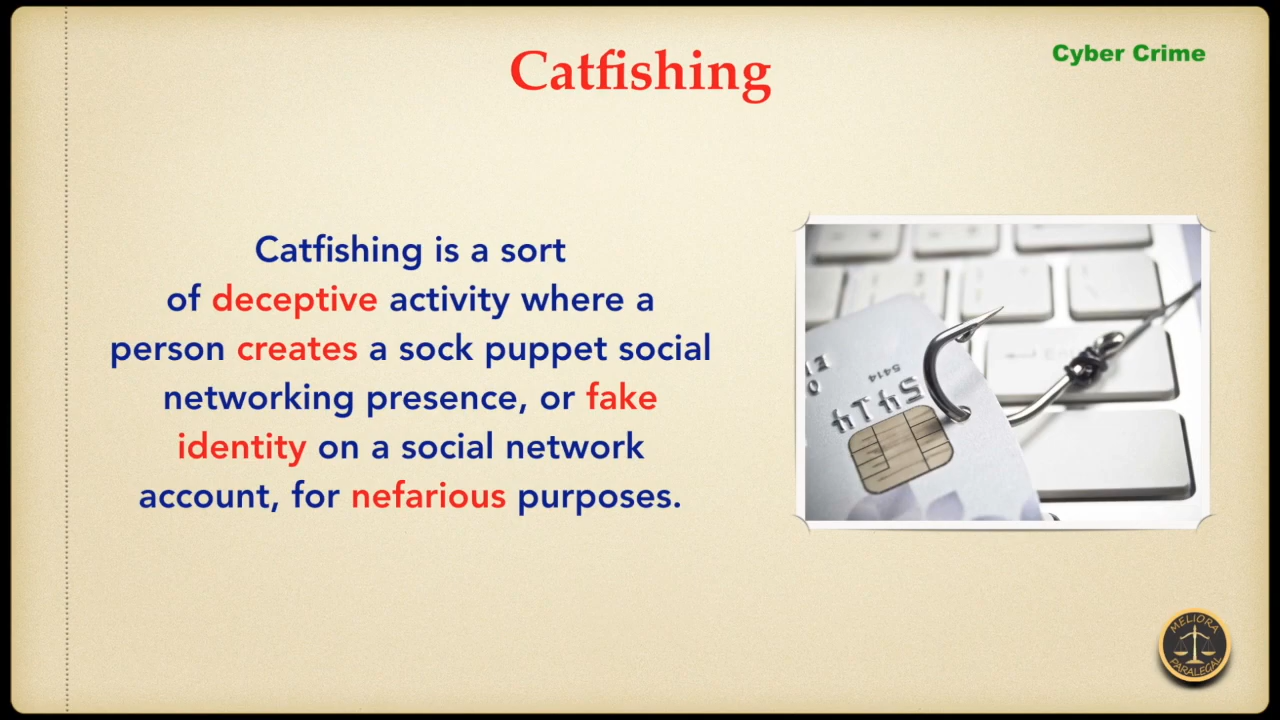 Catfishing
Cyber Crime
Catfishing is a sort
of deceptive activity where a
person creates a sock puppet social
networking presence, or fake
identity on a social network
account, for nefarious purposes.
5414
5414
MELIORA
PARALEGAL